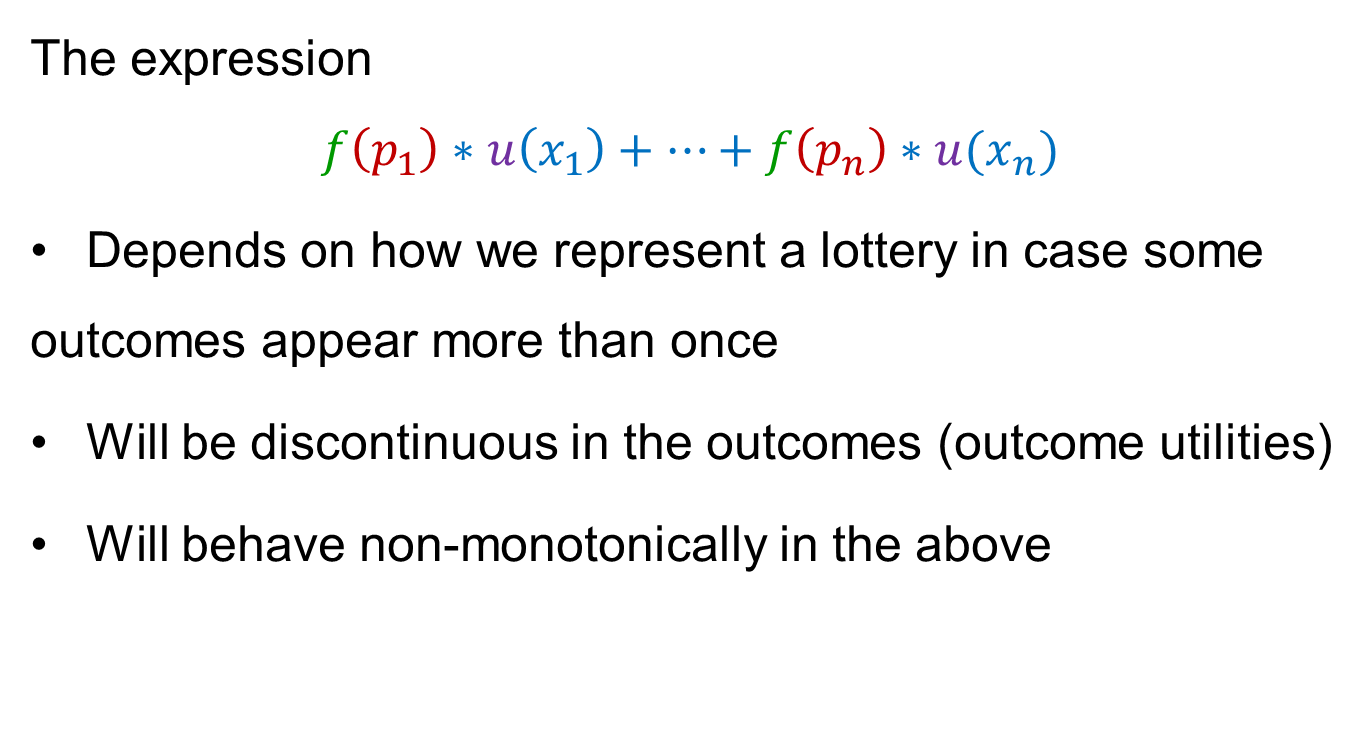 The expression
𝑓(𝑝₁) ∗ 𝑢(𝑥₁) + ⋯ + 𝑓(𝑝ₙ) ∗ 𝑢(𝑥ₙ)
• Depends on how we represent a lottery in case some
outcomes appear more than once
• Will be discontinuous in the outcomes (outcome utilities)
• Will behave non-monotonically in the above